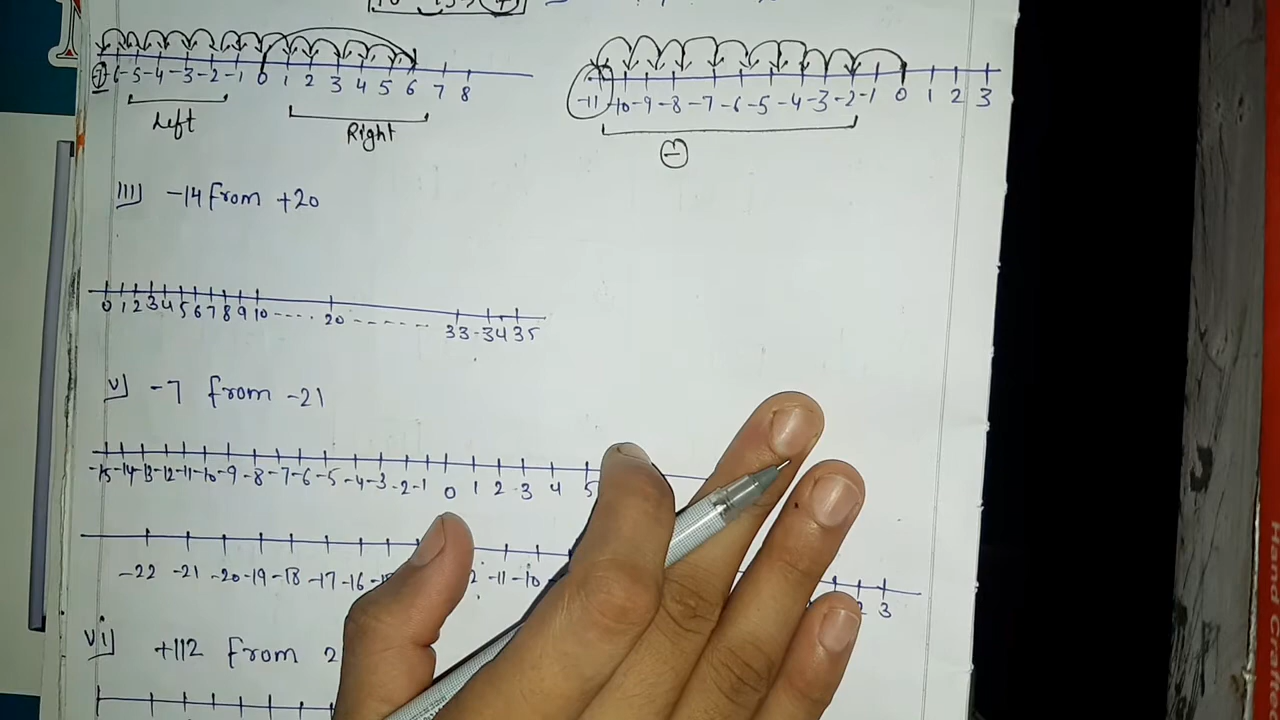 -7 6 -5 -4 -3 -2 -1 0 1 2 3 4 5 6 7 8
Left
Right
-11 -10 -9 -8 -7 -6 -5 -4 -3 -2 -1 0 1 2 3
-
III) -14 from +20
0 1 2 3 4 5 6 7 8 9 10 ---- 20 ------ 33 34 35
V) -7 from -21
-15 -14 -13 -12 -11 -10 -9 -8 -7 -6 -5 -4 -3 -2 -1 0 1 2 3 4 5
-22 -21 -20 -19 -18 -17 -16 -11 -10 3
vi) +112 from 2
Hand Crafted